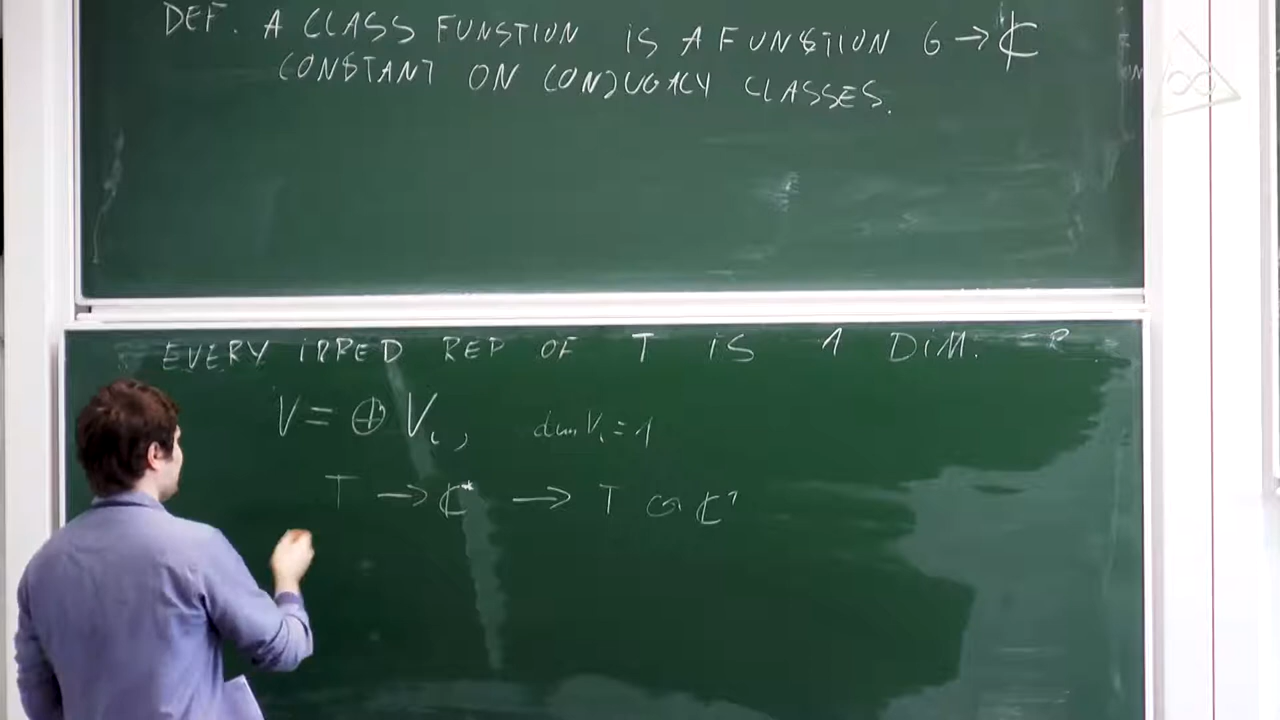 DEF. A CLASS FUNSTION IS A FUNSTION G → ℂ
CONSTANT ON CONJUGACY CLASSES.
EVERY IRRED REP OF T IS 1 DIM.
V = ⊕ V_i, dim V_i = 1
T → ℂ* → T ↷ ℂ¹